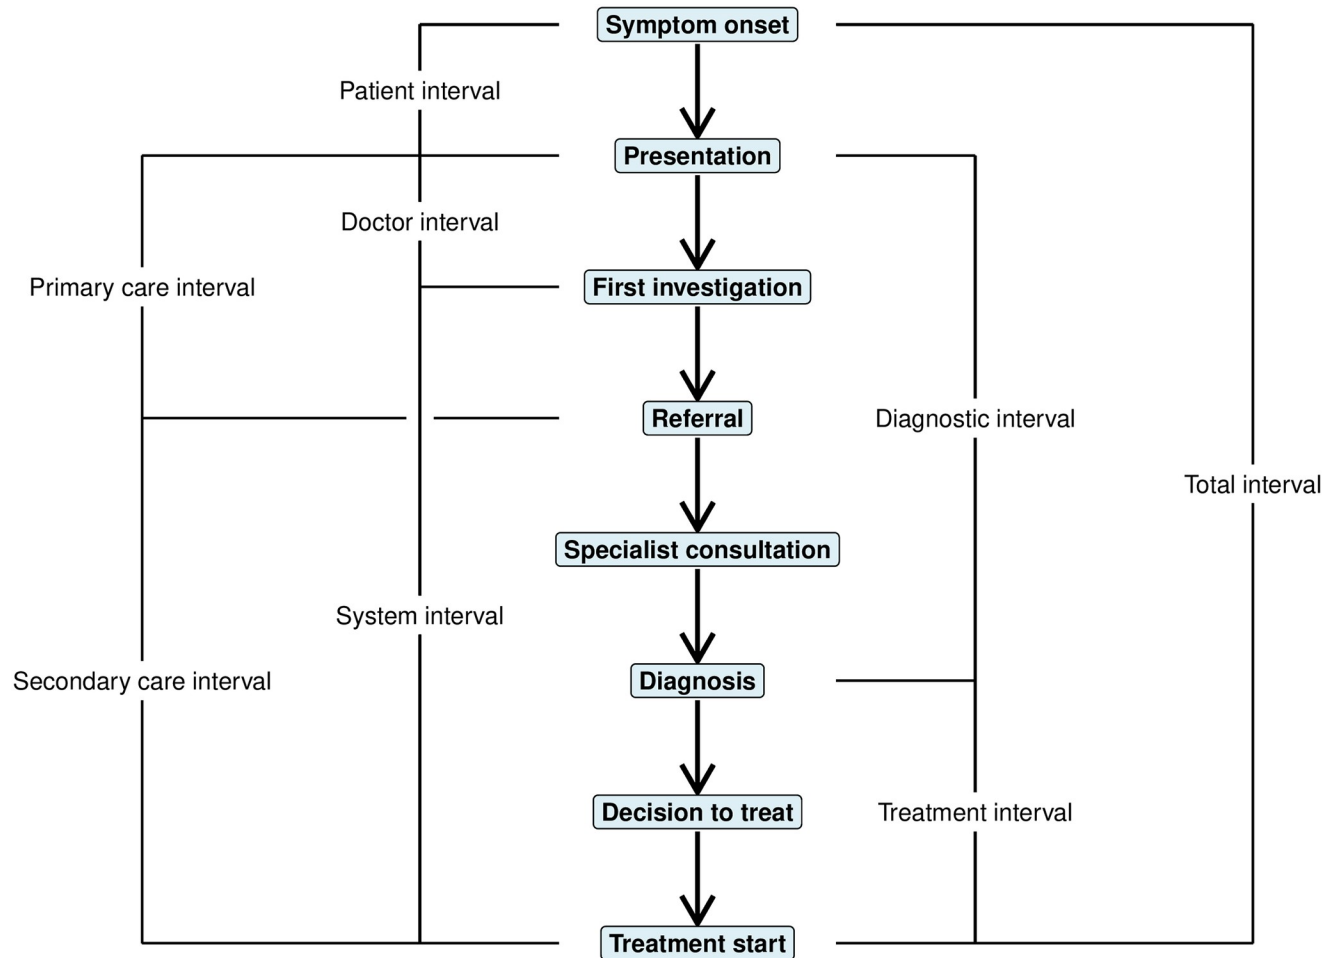 Symptom onset
Patient interval
Presentation
Doctor interval
Primary care interval
First investigation
Referral
Diagnostic interval
Total interval
Specialist consultation
System interval
Secondary care interval
Diagnosis
Decision to treat
Treatment interval
Treatment start